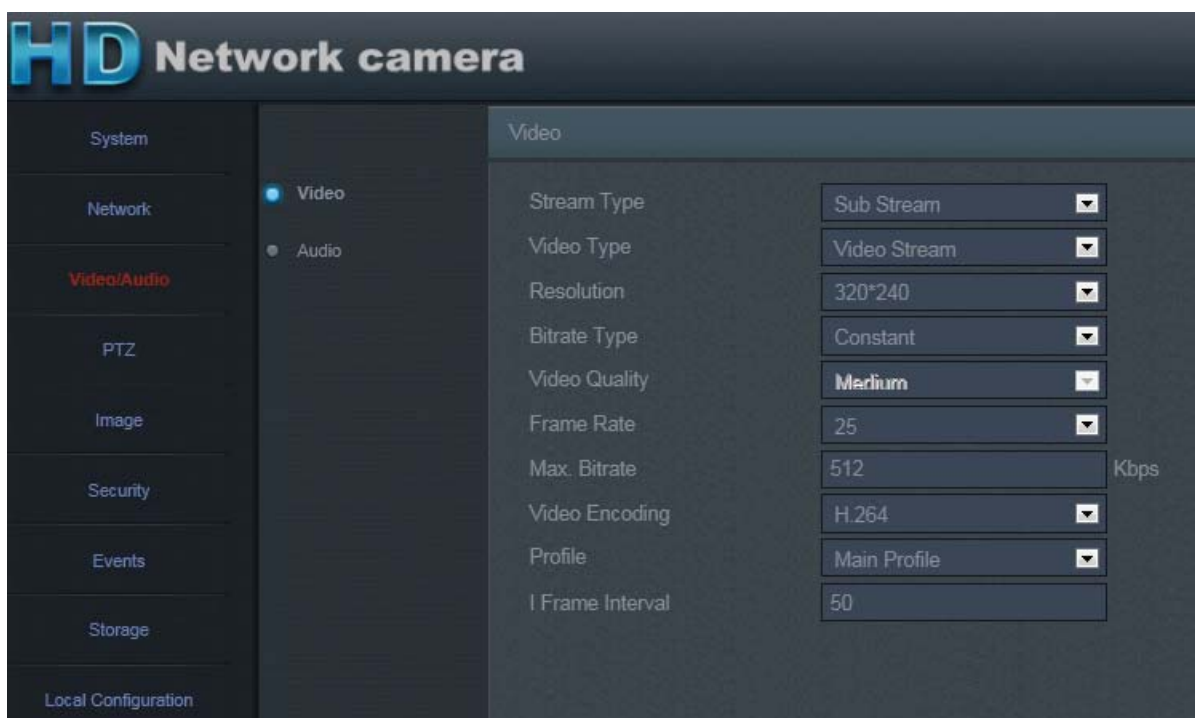 HD Network camera
System
Network
Video/Audio
PTZ
Image
Security
Events
Storage
Local Configuration
Video
Audio
Video
Stream Type Sub Stream
Video Type Video Stream
Resolution 320*240
Bitrate Type Constant
Video Quality Medium
Frame Rate 25
Max. Bitrate 512 Kbps
Video Encoding H.264
Profile Main Profile
I Frame Interval 50